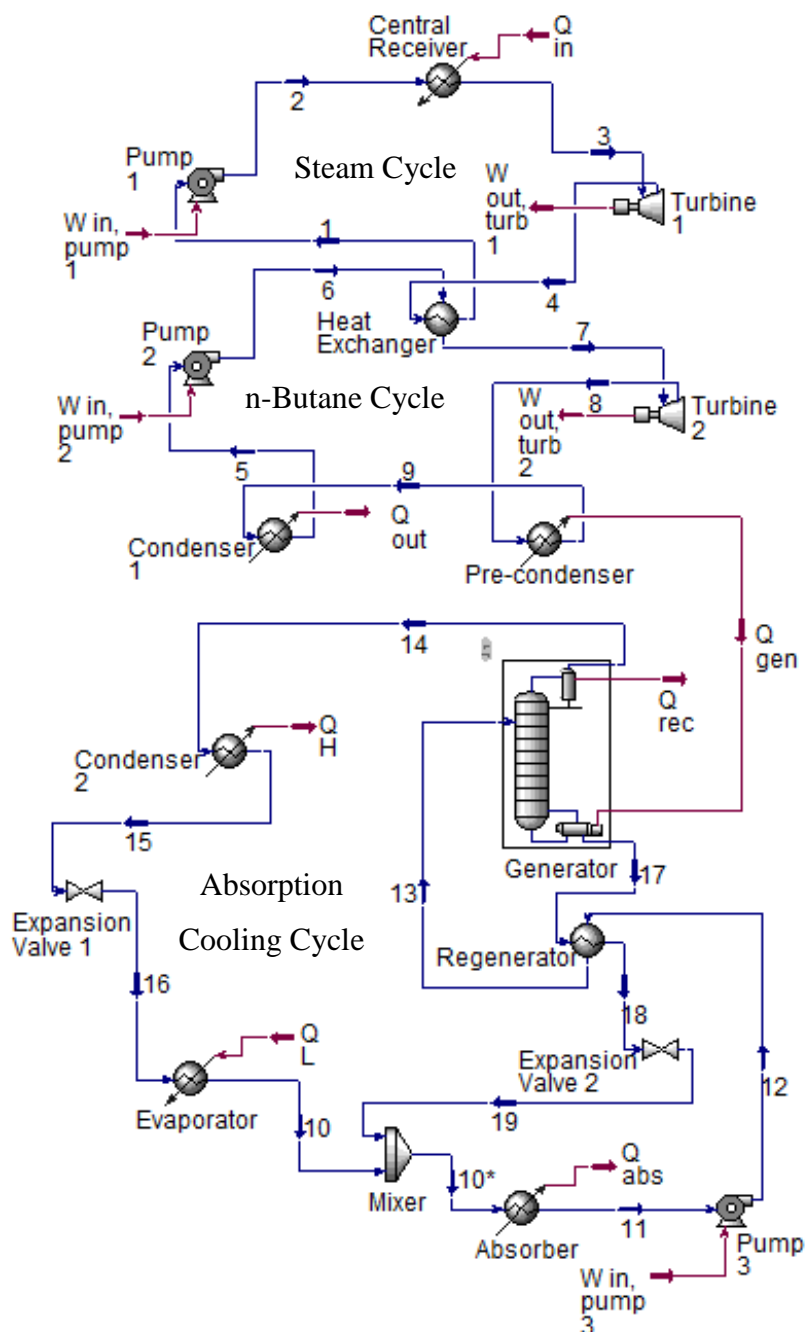 Central
Receiver
Q
in
2
3
Pump
1
Steam Cycle
W
out,
turb
1
Turbine
1
W in,
pump
1
1
6
4
Heat
Exchanger
Pump
2
7
n-Butane Cycle
W
out,
turb
2
8
Turbine
2
W in,
pump
2
5
9
Condenser
1
Q
out
Pre-condenser
14
Q
gen
Q
rec
Condenser
2
Q
H
15
Generator
17
13
Absorption
Cooling Cycle
Expansion
Valve 1
Regenerator
16
18
Q
L
Expansion
Valve 2
12
Evaporator
10
19
Mixer
10*
Q
abs
Absorber
11
Pump
3
W in,
pump
3